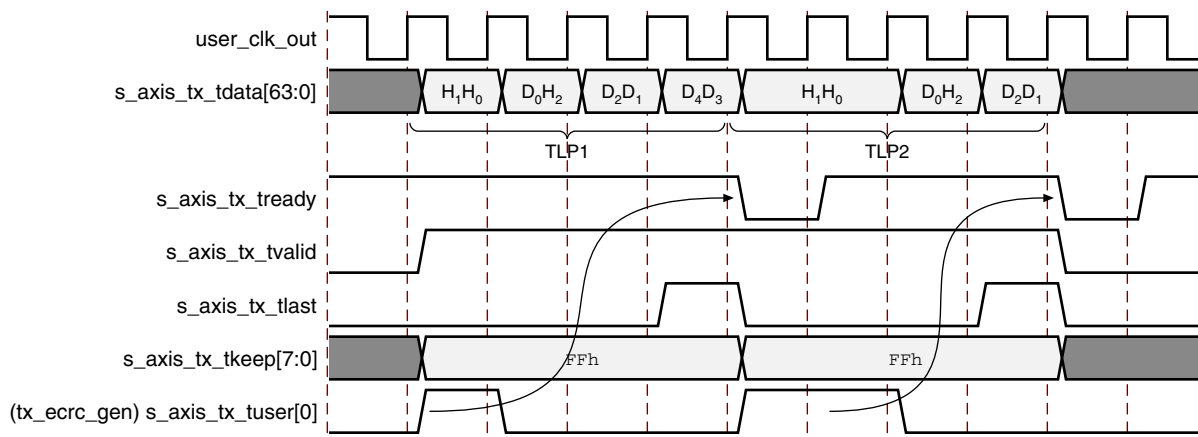 user_clk_out
s_axis_tx_tdata[63:0] H₁H₀ D₀H₂ D₂D₁ D₄D₃ H₁H₀ D₀H₂ D₂D₁
TLP1 TLP2
s_axis_tx_tready
s_axis_tx_tvalid
s_axis_tx_tlast
s_axis_tx_tkeep[7:0] FFh FFh
(tx_ecrc_gen) s_axis_tx_tuser[0]